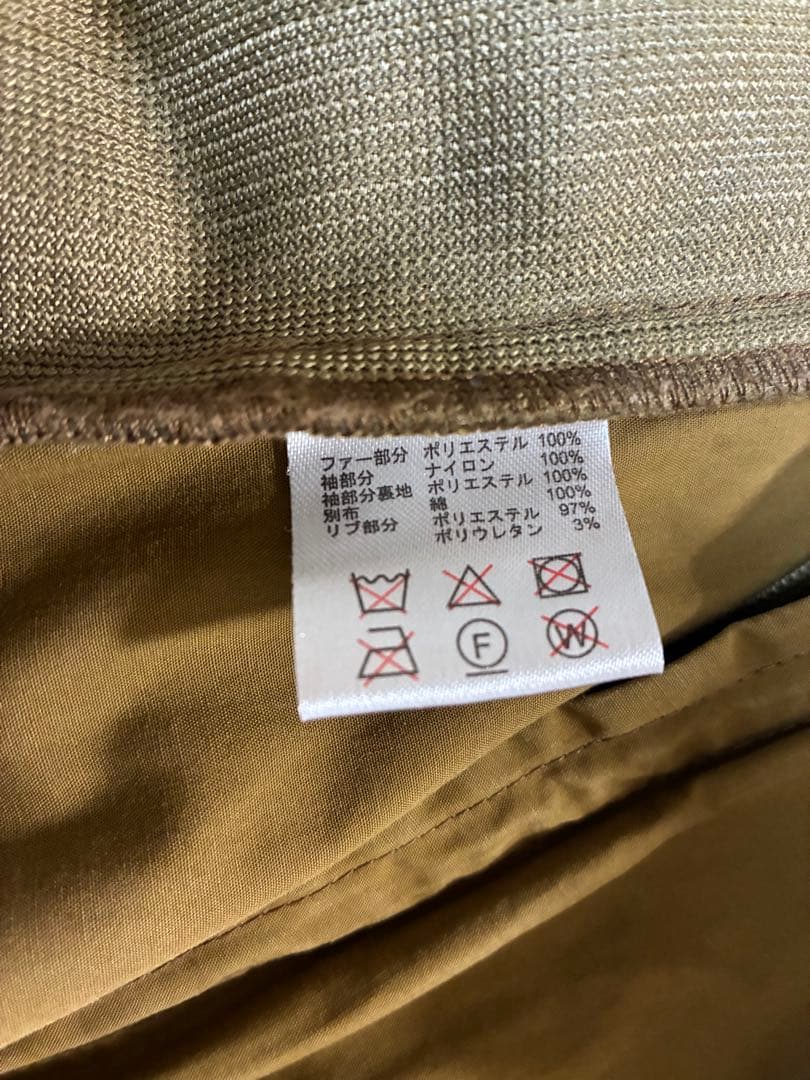 ファー部分 ポリエステル 100%
袖部分 ナイロン 100%
袖部分裏地 ポリエステル 100%
別布 綿 100%
リブ部分 ポリエステル 97%
ポリウレタン 3%
F W